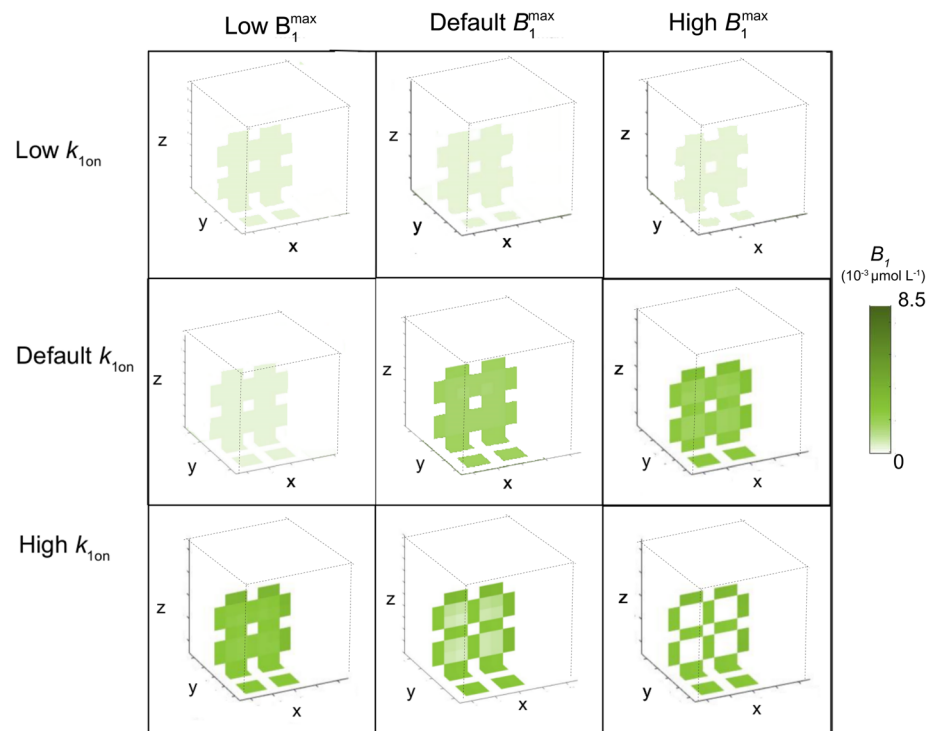 Low B₁ᵐᵃˣ
Default B₁ᵐᵃˣ
High B₁ᵐᵃˣ
Low k₁ₒₙ
z
y
x
z
y
x
z
y
x
B₁
(10⁻³ μmol L⁻¹)
8.5
0
Default k₁ₒₙ
z
y
x
z
y
x
z
y
x
High k₁ₒₙ
z
y
x
z
y
x
z
y
x